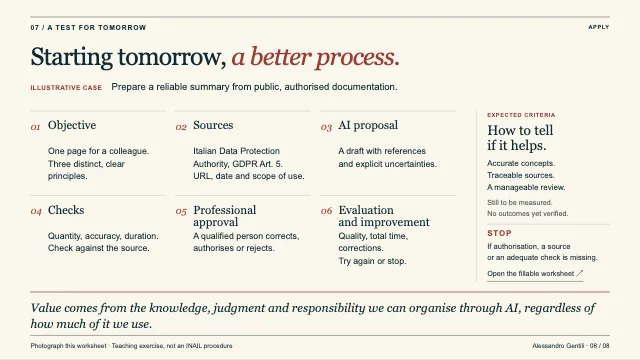 07 / A TEST FOR TOMORROW
APPLY
Starting tomorrow, a better process.
ILLUSTRATIVE CASE Prepare a reliable summary from public, authorised documentation.
01 Objective
One page for a colleague.
Three distinct, clear
principles.
02 Sources
Italian Data Protection
Authority, GDPR Art. 5.
URL, date and scope of use.
03 AI proposal
A draft with references
and explicit uncertainties.
04 Checks
Quantity, accuracy, duration.
Check against the source.
05 Professional
approval
A qualified person corrects,
authorises or rejects.
06 Evaluation
and improvement
Quality, total time,
corrections.
Try again or stop.
EXPECTED CRITERIA
How to tell
if it helps.
Accurate concepts.
Traceable sources.
A manageable review.
Still to be measured.
No outcomes yet verified.
STOP
If authorisation, a source
or an adequate check is missing.
Open the fillable worksheet ↗
Value comes from the knowledge, judgment and responsibility we can organise through AI, regardless of
how much of it we use.
Photograph this worksheet · Teaching exercise, not an INAIL procedure
Alessandro Gentili · 08 / 08